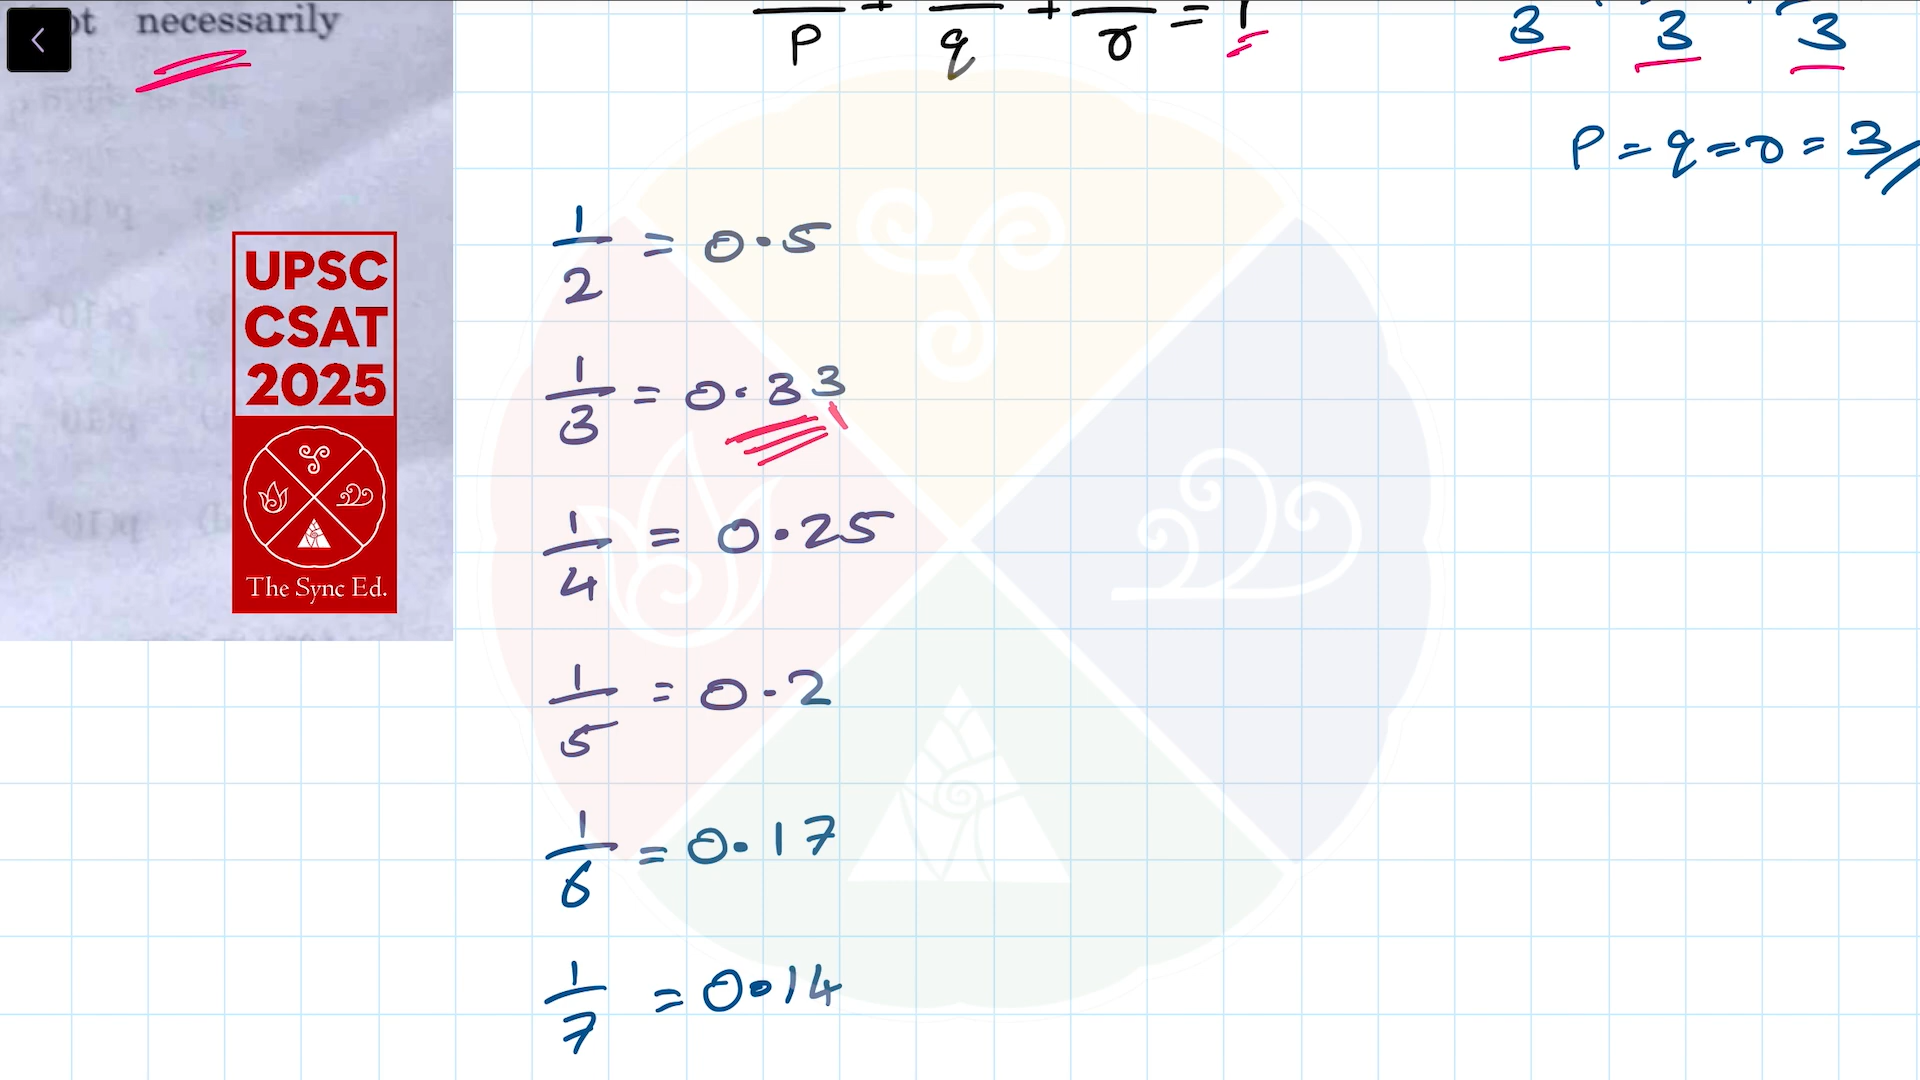 necessarily
p + q + r = 1
3 3 3
p = q = r = 3
1/2 = 0.5
1/3 = 0.33
1/4 = 0.25
1/5 = 0.2
1/6 = 0.17
1/7 = 0.14
UPSC
CSAT
2025
The Sync Ed.